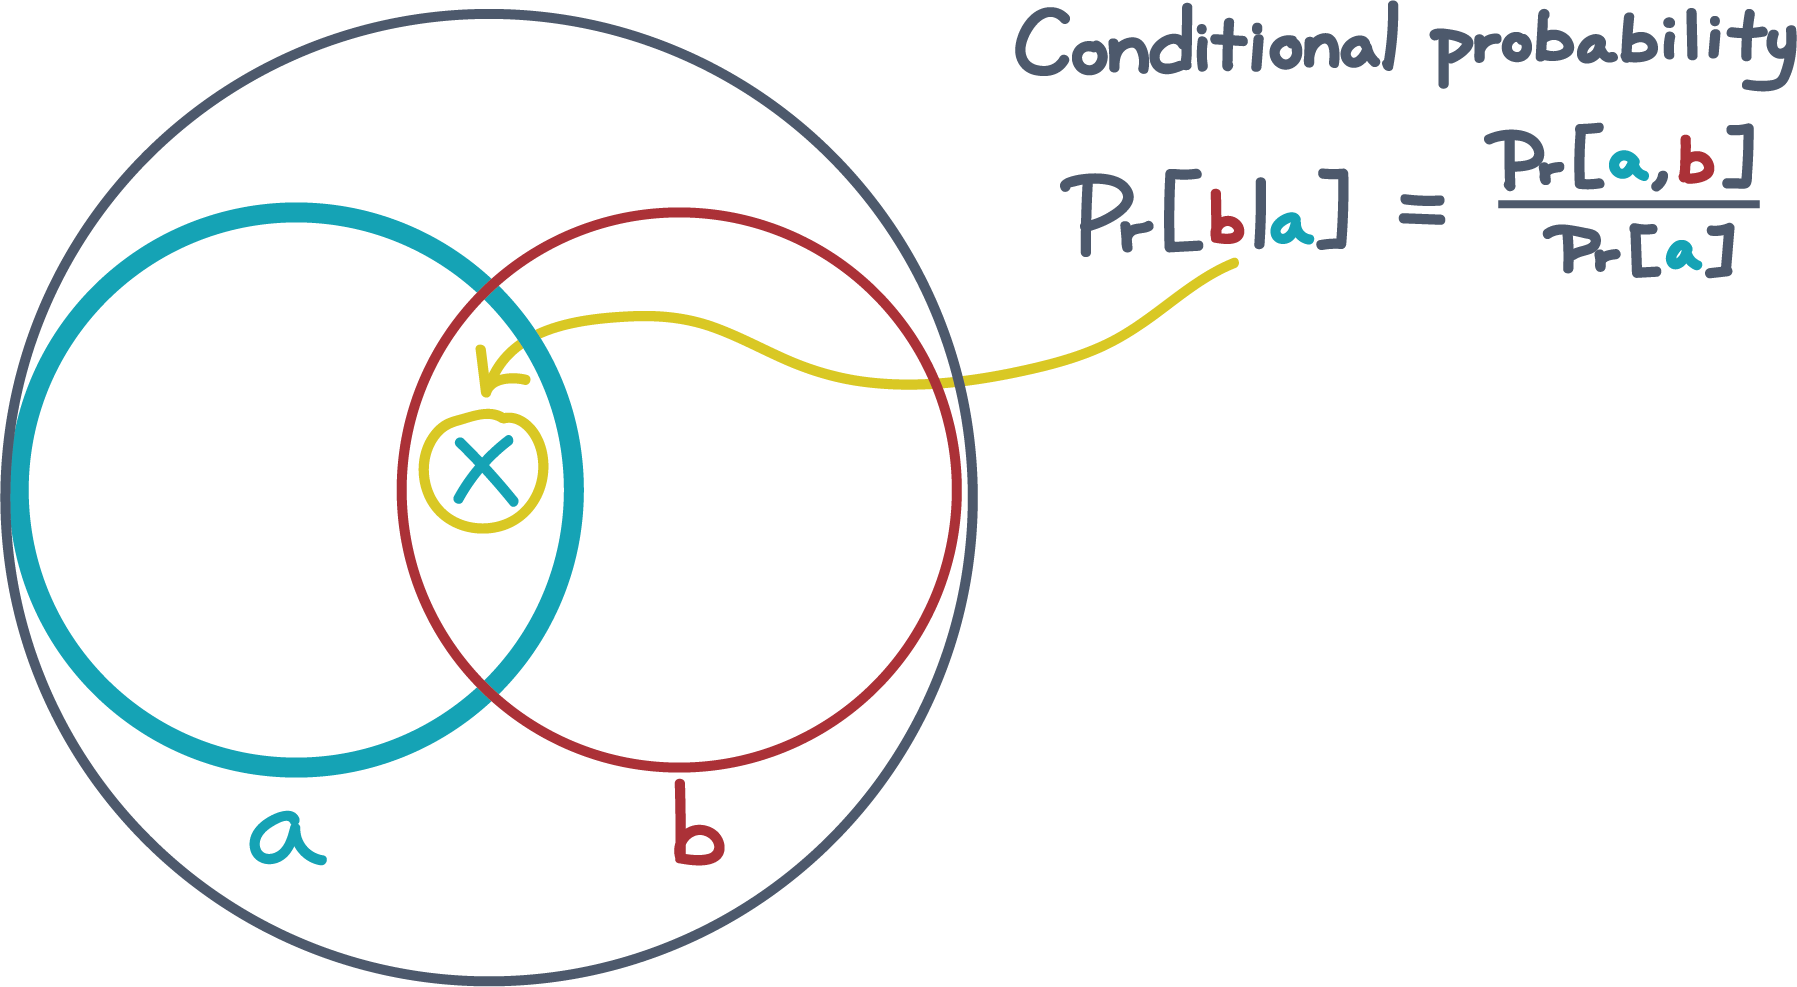 Conditional probability
Pr[b|a] = Pr[a,b] / Pr[a]
x
a
b